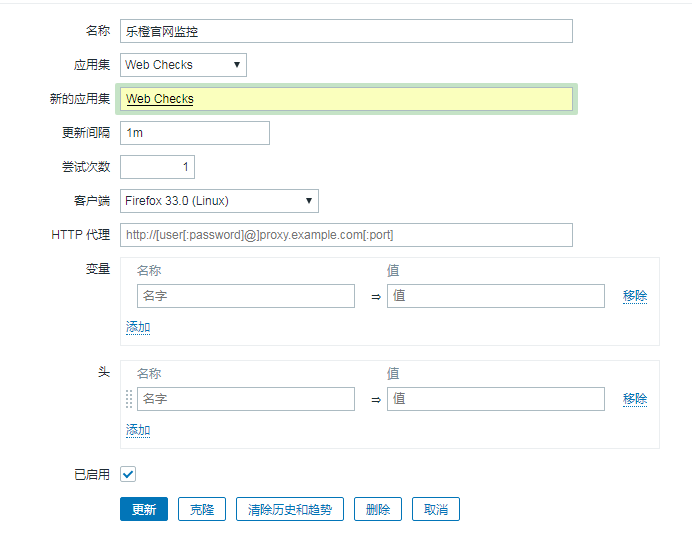 名称 乐橙官网监控
应用集 Web Checks
新的应用集 Web Checks
更新间隔 1m
尝试次数 1
客户端 Firefox 33.0 (Linux)
HTTP 代理 http://[user[:password]@]proxy.example.com[:port]
变量 名称 值
名字 ⇒ 值 移除
添加
头 名称 值
名字 ⇒ 值 移除
添加
已启用
更新 克隆 清除历史和趋势 删除 取消